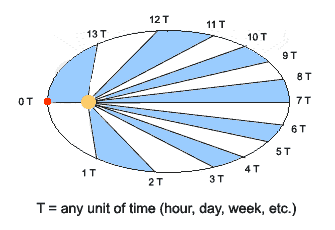 12 T
11 T
13 T
10 T
9 T
8 T
0 T
7 T
6 T
5 T
1 T
4 T
2 T
3 T
T = any unit of time (hour, day, week, etc.)